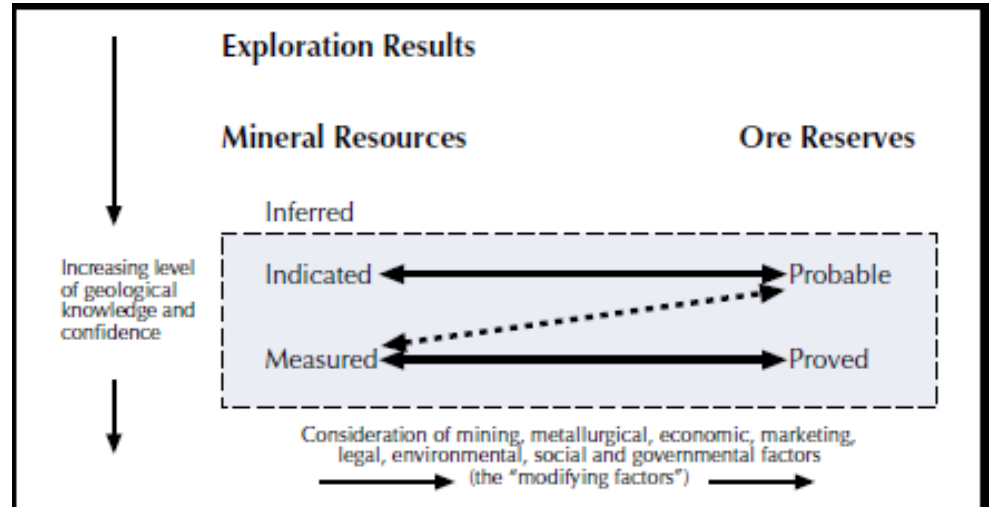 Exploration Results
Mineral Resources
Ore Reserves
Inferred
Increasing level
of geological
knowledge and
confidence
Indicated
Probable
Measured
Proved
Consideration of mining, metallurgical, economic, marketing,
legal, environmental, social and governmental factors
(the “modifying factors”)